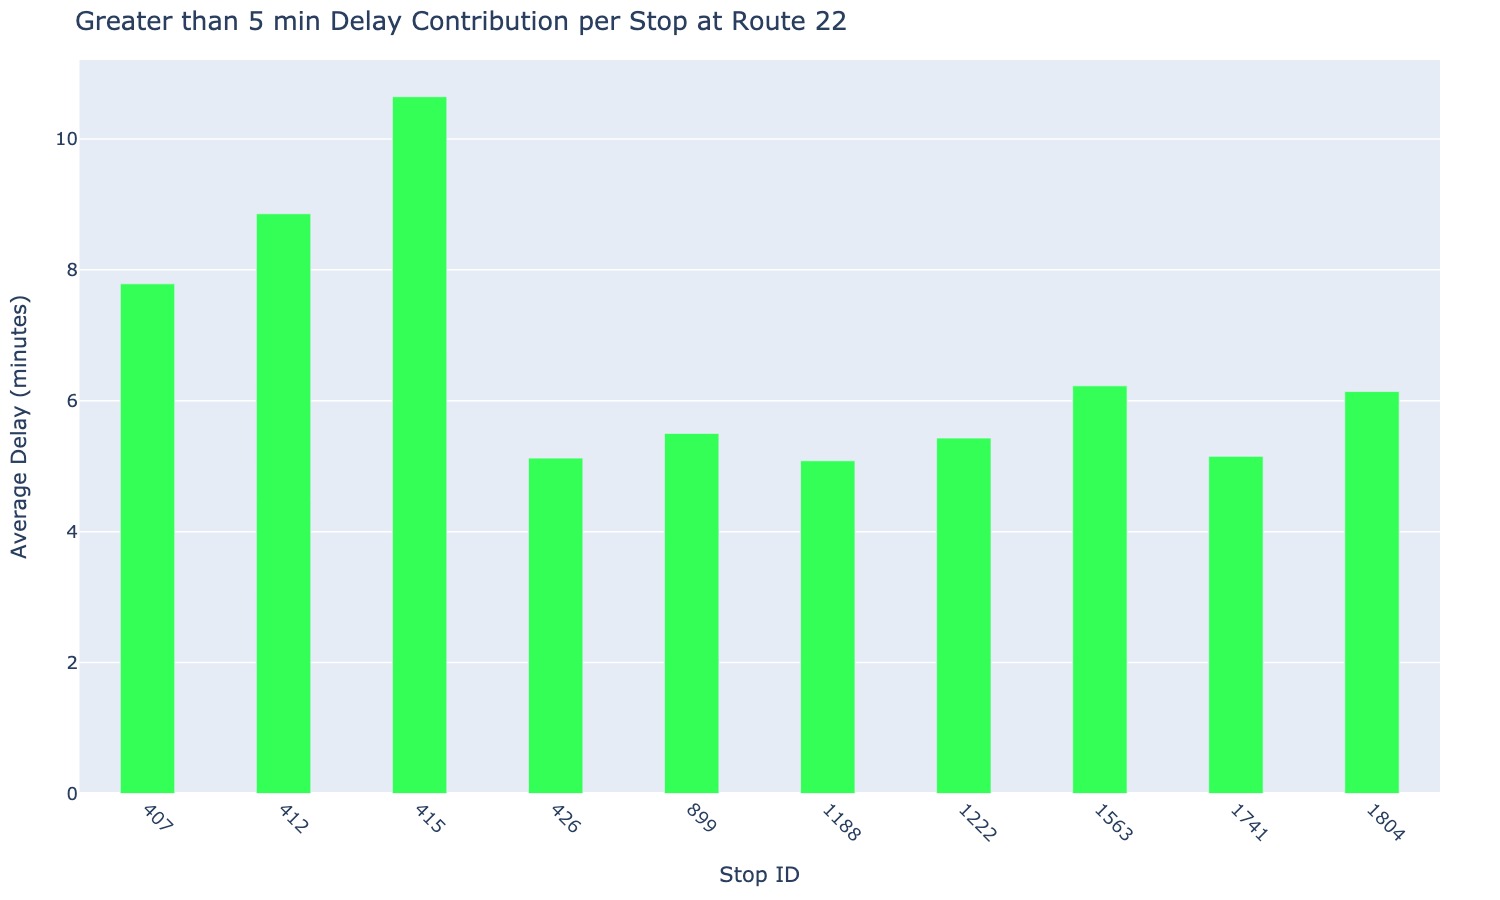 Greater than 5 min Delay Contribution per Stop at Route 22
Average Delay (minutes)
10
8
6
4
2
0
407 412 415 426 899 1188 1222 1563 1741 1804
Stop ID